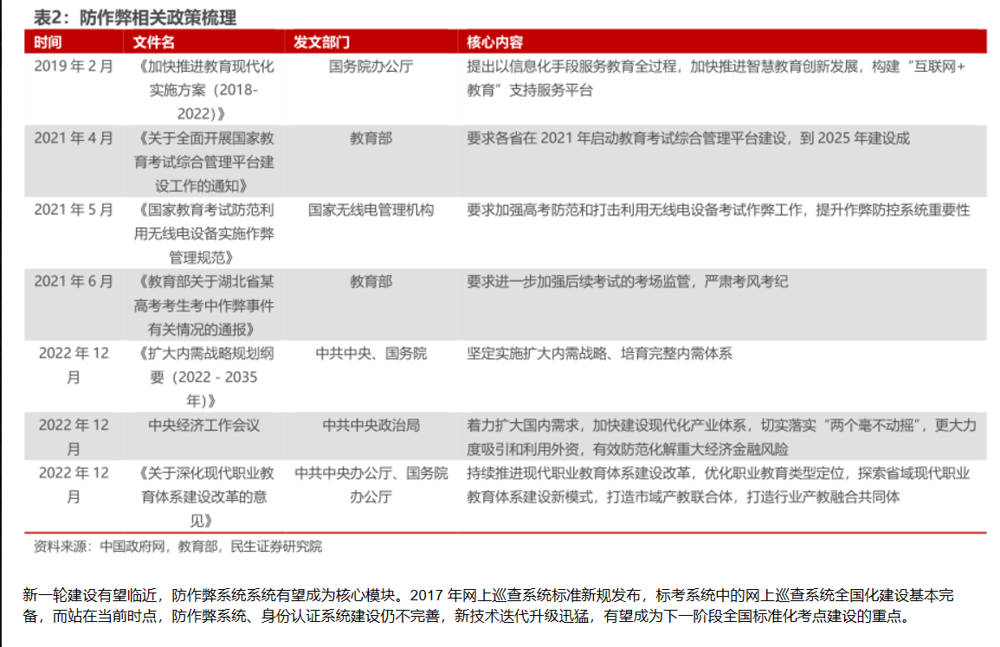 表2：防作弊相关政策梳理
时间 文件名 发文部门 核心内容
2019 年 2 月 《加快推进教育现代化 国务院办公厅 提出以信息化手段服务教育全过程，加快推进智慧教育创新发展，构建“互联网+
实施方案（2018- 教育”支持服务平台
2022）》
2021 年 4 月 《关于全面开展国家教 教育部 要求各省在 2021 年启动教育考试综合管理平台建设，到 2025 年建设成
育考试综合管理平台建
设工作的通知》
2021 年 5 月 《国家教育考试防范利 国家无线电管理机构 要求加强高考防范和打击利用无线电设备考试作弊工作，提升作弊防控系统重要性
用无线电设备实施作弊
管理规范》
2021 年 6 月 《教育部关于湖北省某 教育部 要求进一步加强后续考试的考场监管，严肃考风考纪
高考考生考中作弊事件
有关情况的通报》
2022 年 12 《扩大内需战略规划纲 中共中央、国务院 坚定实施扩大内需战略、培育完整内需体系
月 要（2022 - 2035
年）》
2022 年 12 中央经济工作会议 中共中央政治局 着力扩大国内需求，加快建设现代化产业体系，切实落实“两个毫不动摇”，更大力
月 度吸引和利用外资，有效防范化解重大经济金融风险
2022 年 12 《关于深化现代职业教 中共中央办公厅、国务院 持续推进现代职业教育体系建设改革，优化职业教育类型定位，探索省域现代职业
月 育体系建设改革的意 办公厅 教育体系建设新模式，打造市域产教联合体，打造行业产教融合共同体
见》
资料来源：中国政府网，教育部，民生证券研究院
新一轮建设有望临近，防作弊系统系统有望成为核心模块。2017 年网上巡查系统标准新规发布，标考系统中的网上巡查系统全国化建设基本完
备，而站在当前时点，防作弊系统、身份认证系统建设仍不完善，新技术迭代升级迅猛，有望成为下一阶段全国标准化考点建设的重点。